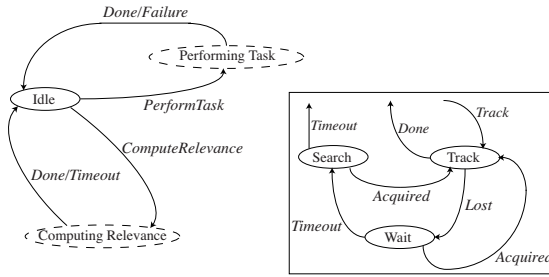 Done/Failure
Performing Task
Idle
PerformTask
ComputeRelevance
Done/Timeout
Computing Relevance
Track
Timeout
Done
Search
Track
Acquired
Lost
Timeout
Wait
Acquired